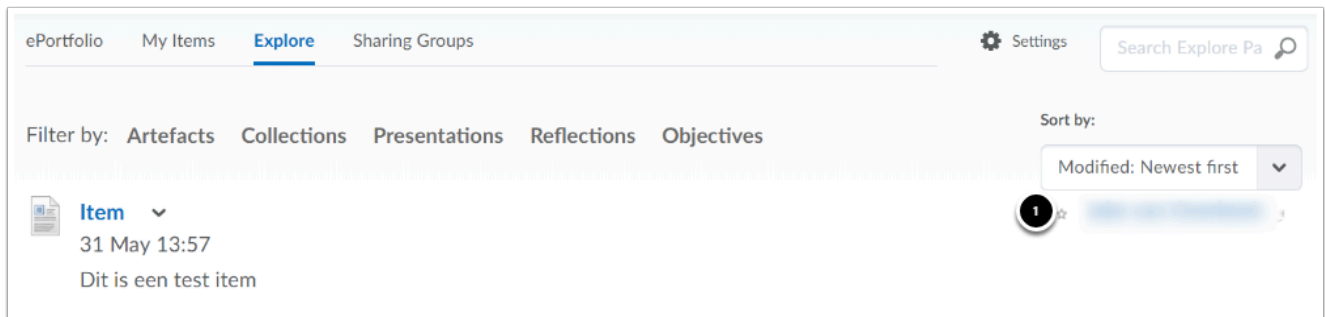 ePortfolio My Items Explore Sharing Groups Settings Search Explore Pa
Sort by:
Filter by: Artefacts Collections Presentations Reflections Objectives
Modified: Newest first
Item 1
31 May 13:57
Dit is een test item